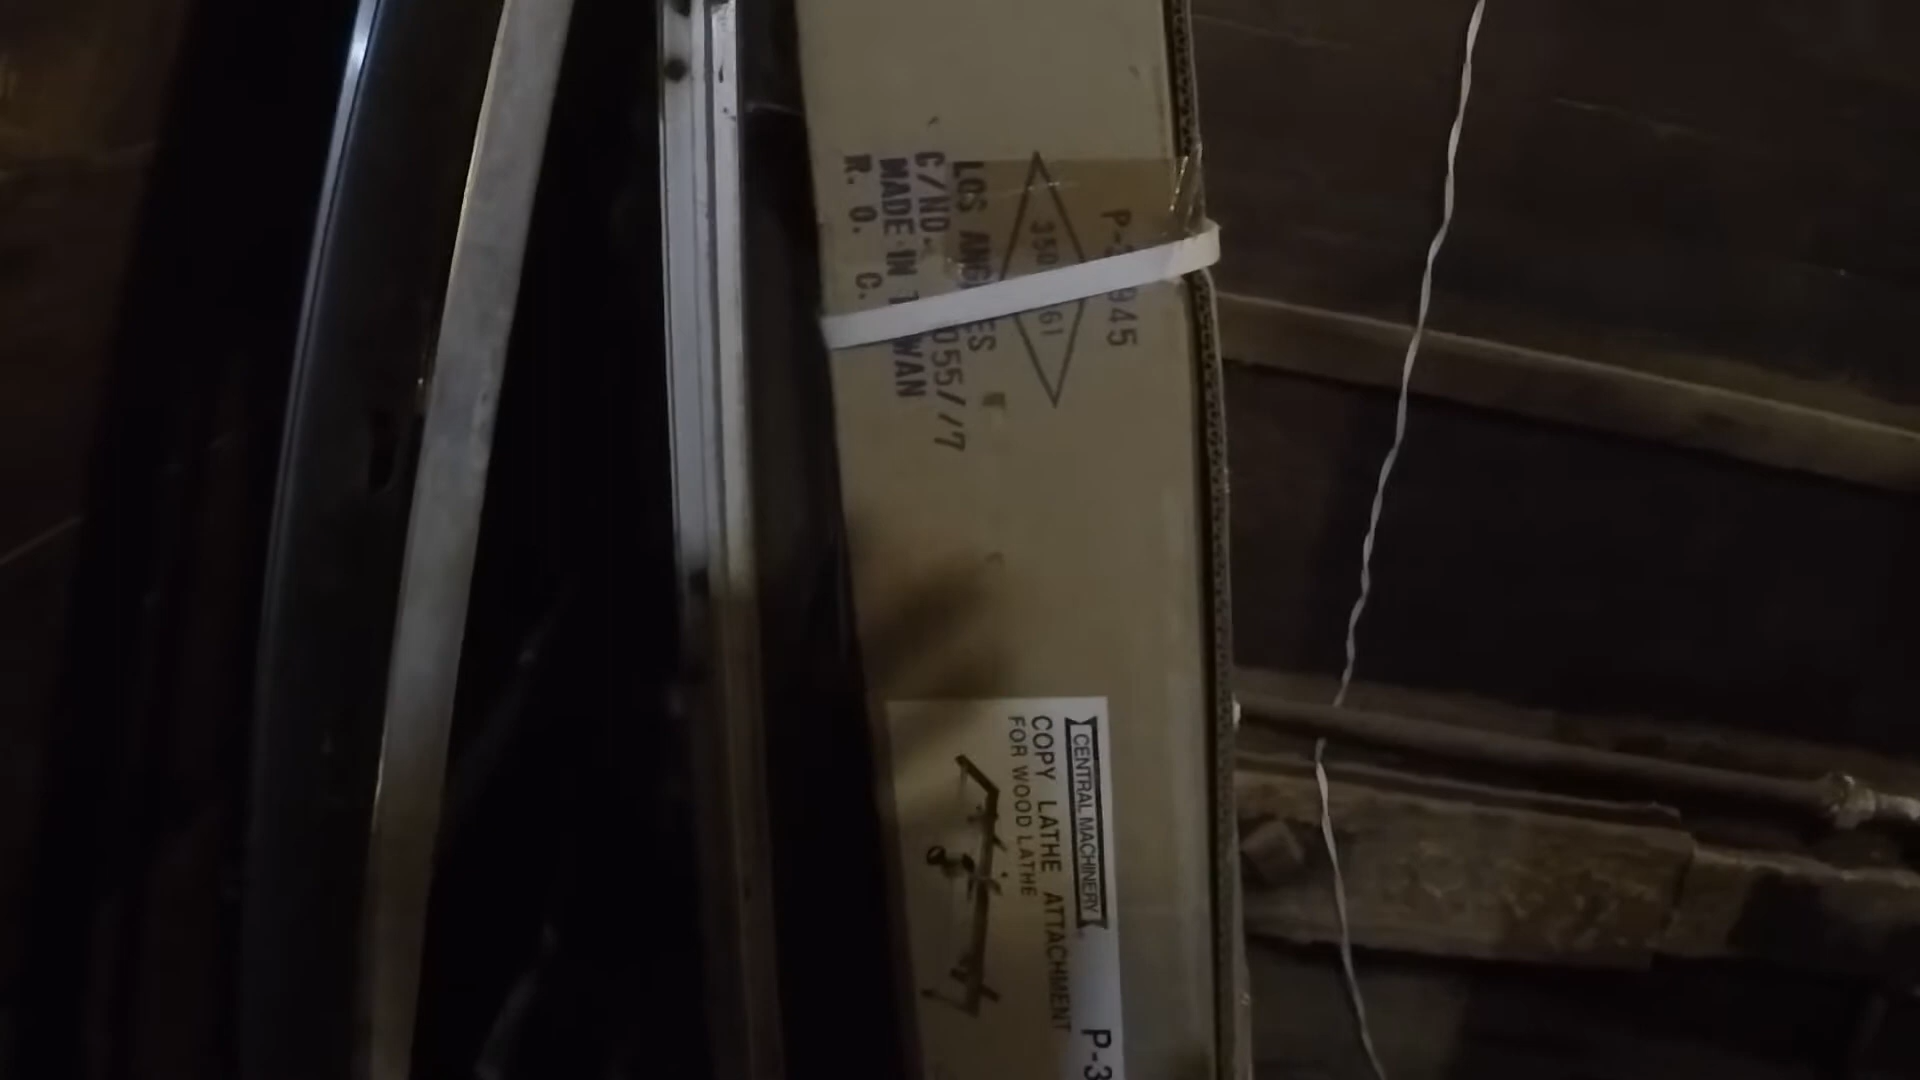 P- 945
350 61
LOS ANG ES
C/NO. 055//7
MADE IN T WAN
R. O. C.
CENTRAL MACHINERY
COPY LATHE ATTACHMENT
FOR WOOD LATHE
P-3